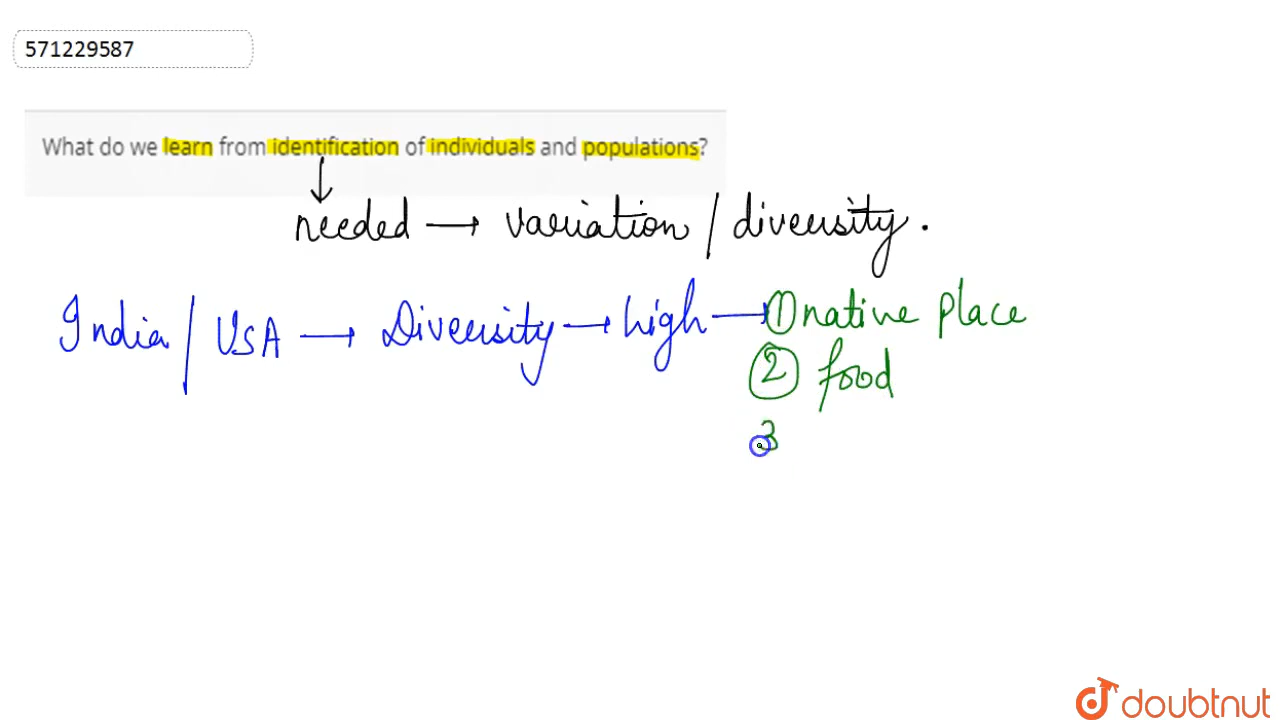 571229587
What do we learn from identification of individuals and populations?
needed → variation / diversity.
India / USA → Diversity → high → ① native place
② food
3
doubtnut